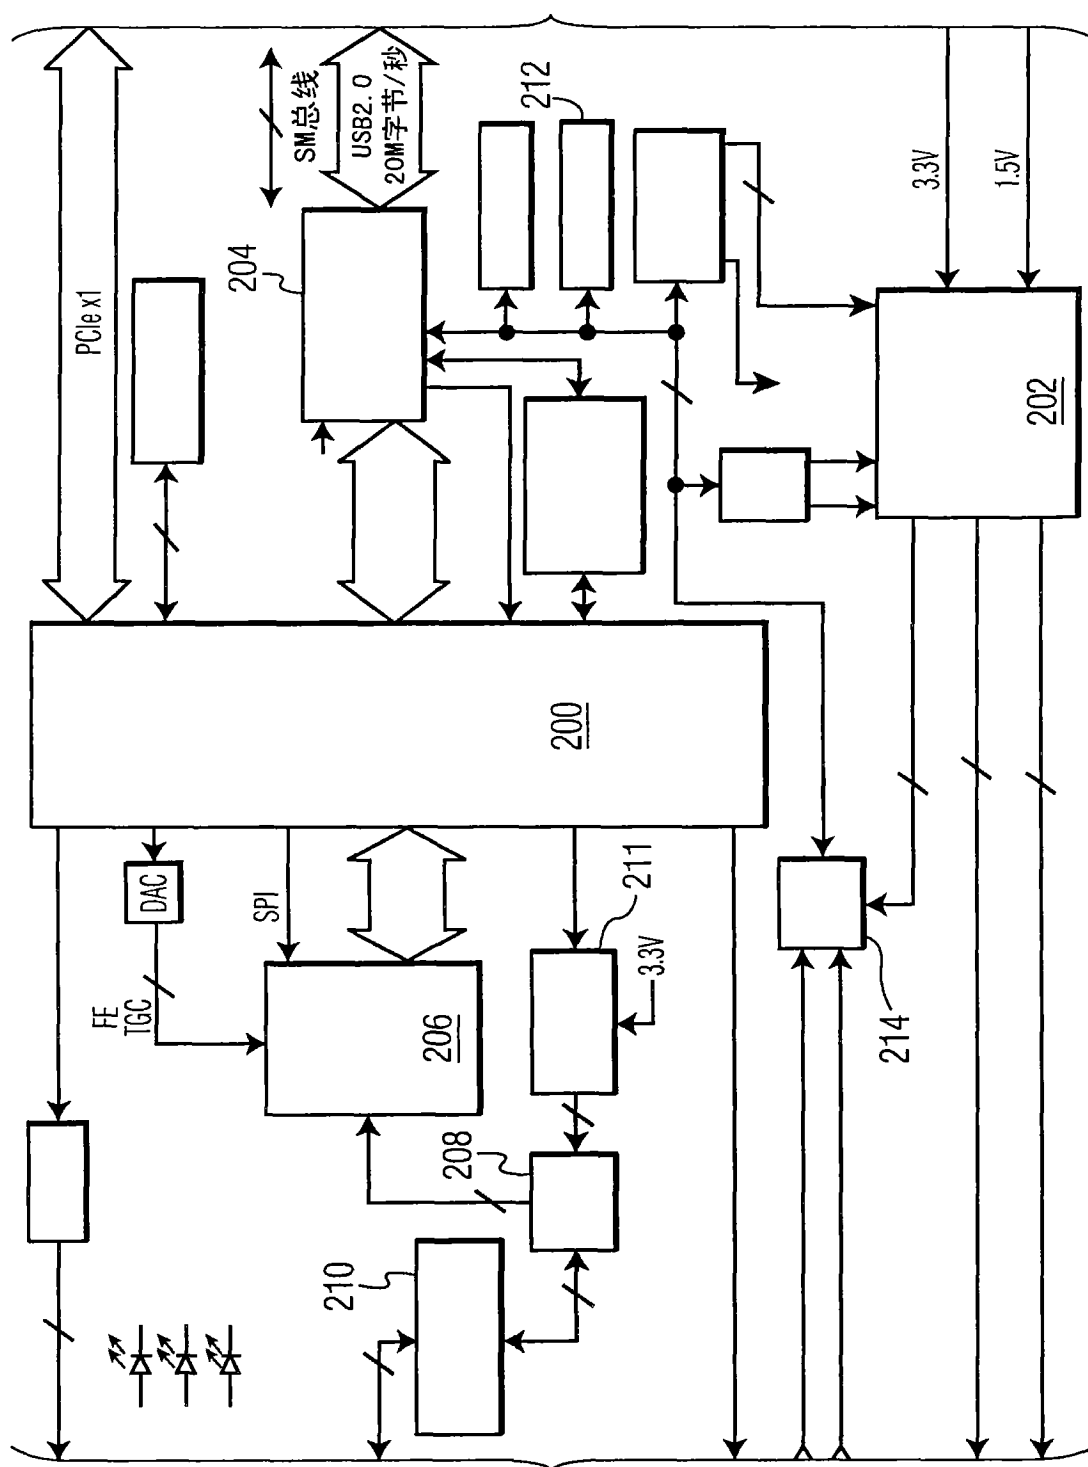 PCIe x1
SM总线
USB2.0
20M字节/秒
204
212
3.3V
1.5V
202
200
DAC
FE
TGC
SPI
206
211
3.3V
208
210
214